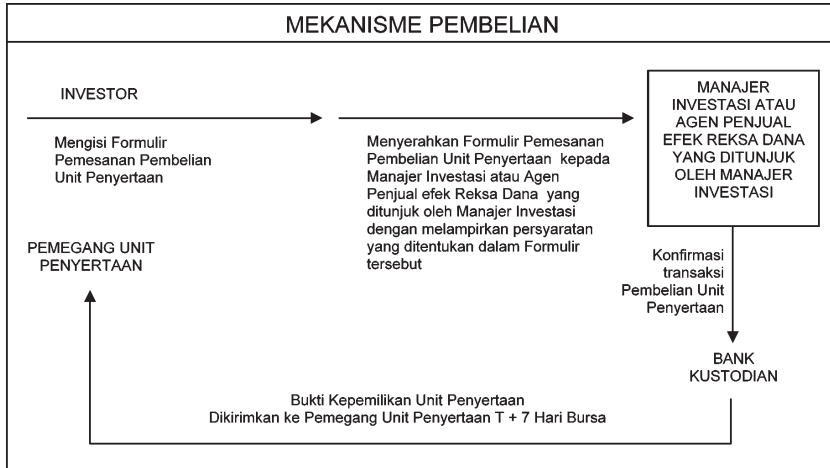 MEKANISME PEMBELIAN
INVESTOR
Mengisi Formulir
Pemesanan Pembelian
Unit Penyertaan
Menyerahkan Formulir Pemesanan
Pembelian Unit Penyertaan kepada
Manajer Investasi atau Agen
Penjual efek Reksa Dana yang
ditunjuk oleh Manajer Investasi
dengan melampirkan persyaratan
yang ditentukan dalam Formulir
tersebut
MANAJER
INVESTASI ATAU
AGEN PENJUAL
EFEK REKSA DANA
YANG DITUNJUK
OLEH MANAJER
INVESTASI
Konfirmasi
transaksi
Pembelian Unit
Penyertaan
BANK
KUSTODIAN
Bukti Kepemilikan Unit Penyertaan
Dikirimkan ke Pemegang Unit Penyertaan T + 7 Hari Bursa
PEMEGANG UNIT
PENYERTAAN